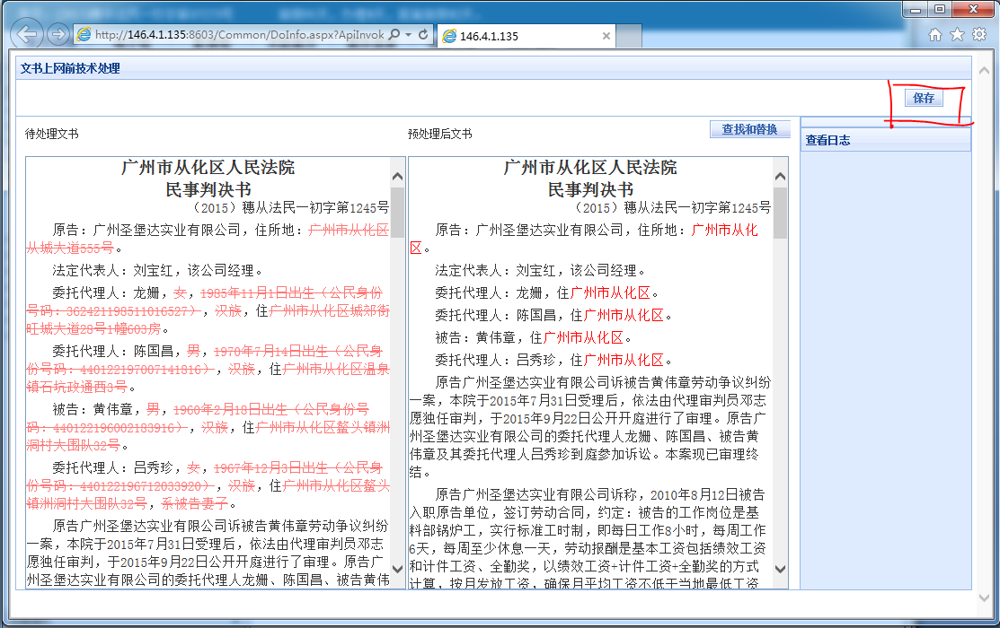 http://146.4.1.135:8603/Common/DoInfo.aspx?ApiInvok
146.4.1.135
文书上网前技术处理
保存
待处理文书
预处理后文书
查找和替换
查看日志
广州市从化区人民法院
民事判决书
（2015）穗从法民一初字第1245号
原告：广州圣堡达实业有限公司，住所地：广州市从化区
从城大道555号。
法定代表人：刘宝红，该公司经理。
委托代理人：龙姗，女，1985年11月1日出生（公民身份
号码：362421198511016527），汉族，住广州市从化区城郊街
旺城大道28号1幢603房。
委托代理人：陈国昌，男，1970年7月14日出生（公民身
份号码：440122197007141816），汉族，住广州市从化区温泉
镇石坑政通西3号。
被告：黄伟章，男，1960年2月18日出生（公民身份号
码：440122196002183916），汉族，住广州市从化区鳌头镇洲
洞村大围队32号。
委托代理人：吕秀珍，女，1967年12月3日出生（公民身
份号码：440122196712033920），汉族，住广州市从化区鳌头
镇洲洞村大围队32号，系被告妻子。
原告广州圣堡达实业有限公司诉被告黄伟章劳动争议纠纷
一案，本院于2015年7月31日受理后，依法由代理审判员邓志
愿独任审判，于2015年9月22日公开开庭进行了审理。原告广
州圣堡达实业有限公司的委托代理人龙姗、陈国昌、被告黄伟
广州市从化区人民法院
民事判决书
（2015）穗从法民一初字第1245号
原告：广州圣堡达实业有限公司，住所地：广州市从化
区。
法定代表人：刘宝红，该公司经理。
委托代理人：龙姗，住广州市从化区。
委托代理人：陈国昌，住广州市从化区。
被告：黄伟章，住广州市从化区。
委托代理人：吕秀珍，住广州市从化区。
原告广州圣堡达实业有限公司诉被告黄伟章劳动争议纠纷
一案，本院于2015年7月31日受理后，依法由代理审判员邓志
愿独任审判，于2015年9月22日公开开庭进行了审理。原告广
州圣堡达实业有限公司的委托代理人龙姗、陈国昌、被告黄伟章
及其委托代理人吕秀珍到庭参加诉讼。本案现已审理终
结。
原告广州圣堡达实业有限公司诉称，2010年8月12日被告
入职原告单位，签订劳动合同，约定：被告的工作岗位是基
料部锅炉工，实行标准工时制，即每日工作8小时，每周工作
6天，每周至少休息一天，劳动报酬是基本工资包括绩效工资
和计件工资、全勤奖，以绩效工资+计件工资+全勤奖的方式
计算，按月发放工资，确保月平均工资不低于当地最低工资